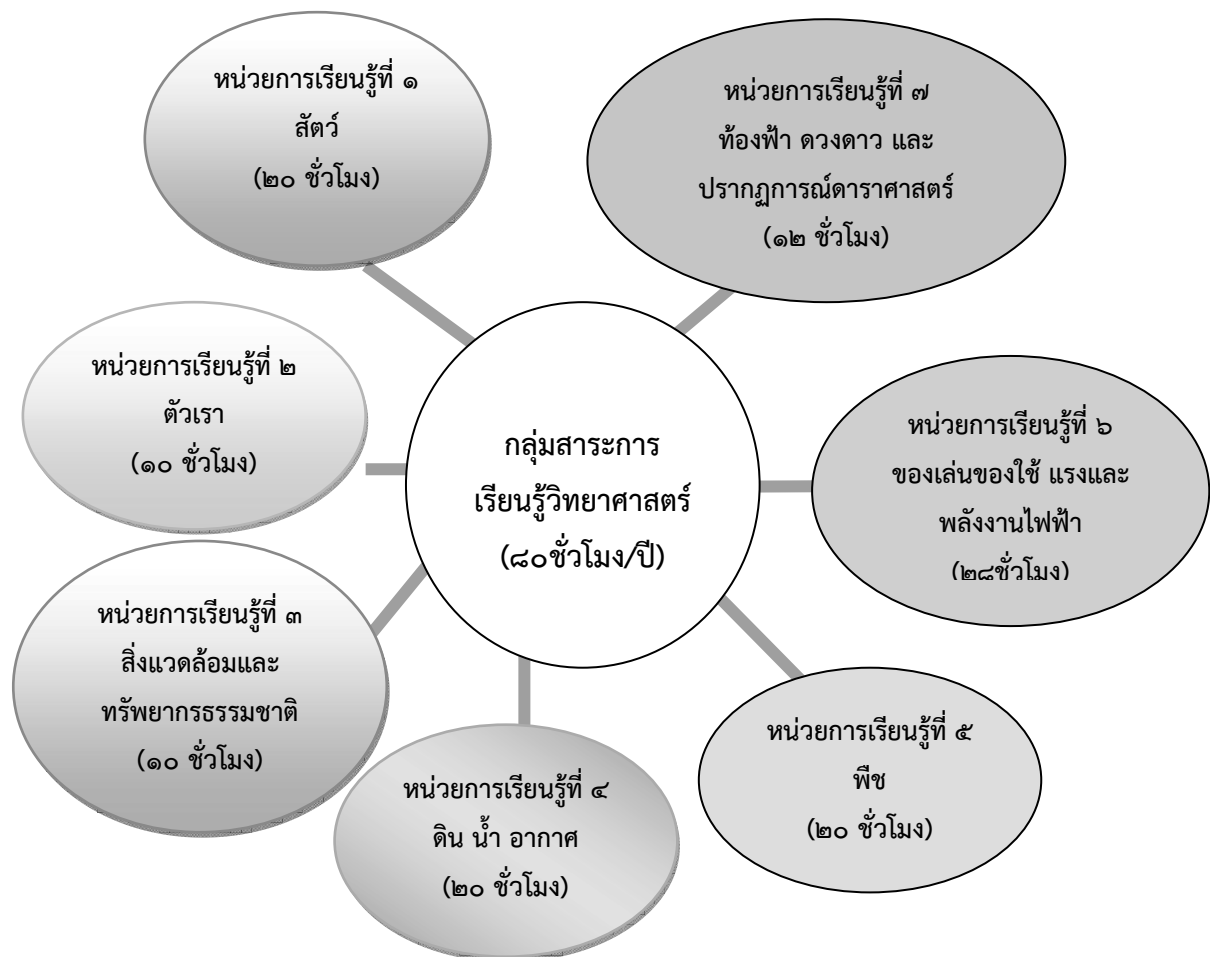 หน่วยการเรียนรู้ที่ ๑
สัตว์
(๒๐ ชั่วโมง)
หน่วยการเรียนรู้ที่ ๗
ท้องฟ้า ดวงดาว และ
ปรากฏการณ์ดาราศาสตร์
(๑๒ ชั่วโมง)
หน่วยการเรียนรู้ที่ ๒
ตัวเรา
(๑๐ ชั่วโมง)
กลุ่มสาระการ
เรียนรู้วิทยาศาสตร์
(๘๐ชั่วโมง/ปี)
หน่วยการเรียนรู้ที่ ๖
ของเล่นของใช้ แรงและ
พลังงานไฟฟ้า
(๒๘ชั่วโมง)
หน่วยการเรียนรู้ที่ ๓
สิ่งแวดล้อมและ
ทรัพยากรธรรมชาติ
(๑๐ ชั่วโมง)
หน่วยการเรียนรู้ที่ ๔
ดิน น้ำ อากาศ
(๒๐ ชั่วโมง)
หน่วยการเรียนรู้ที่ ๕
พืช
(๒๐ ชั่วโมง)